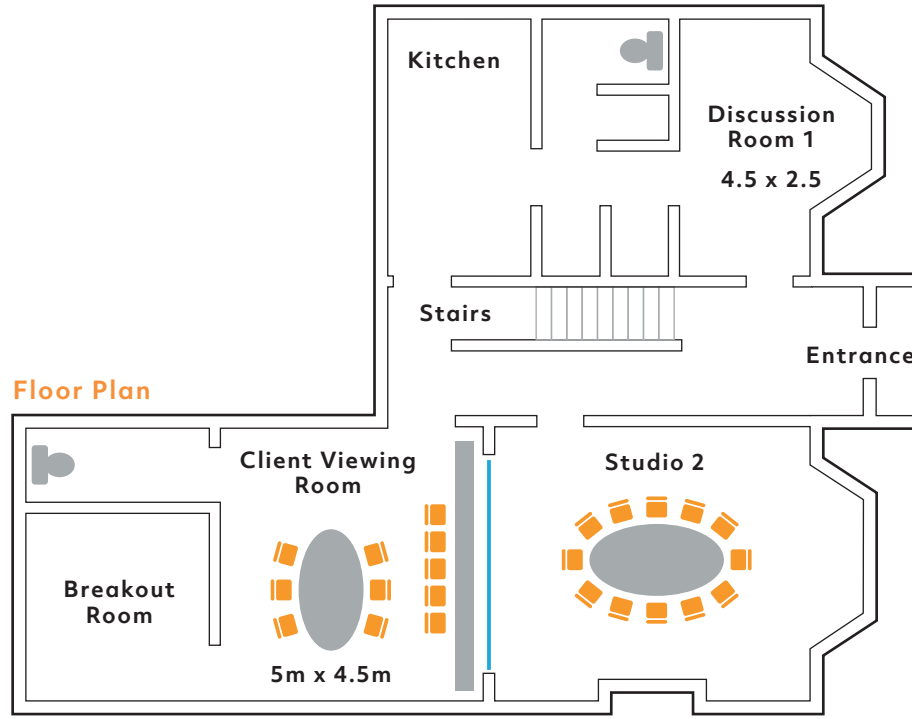 Kitchen
Discussion
Room 1
4.5 x 2.5
Stairs
Entrance
Floor Plan
Client Viewing
Room
Studio 2
Breakout
Room
5m x 4.5m